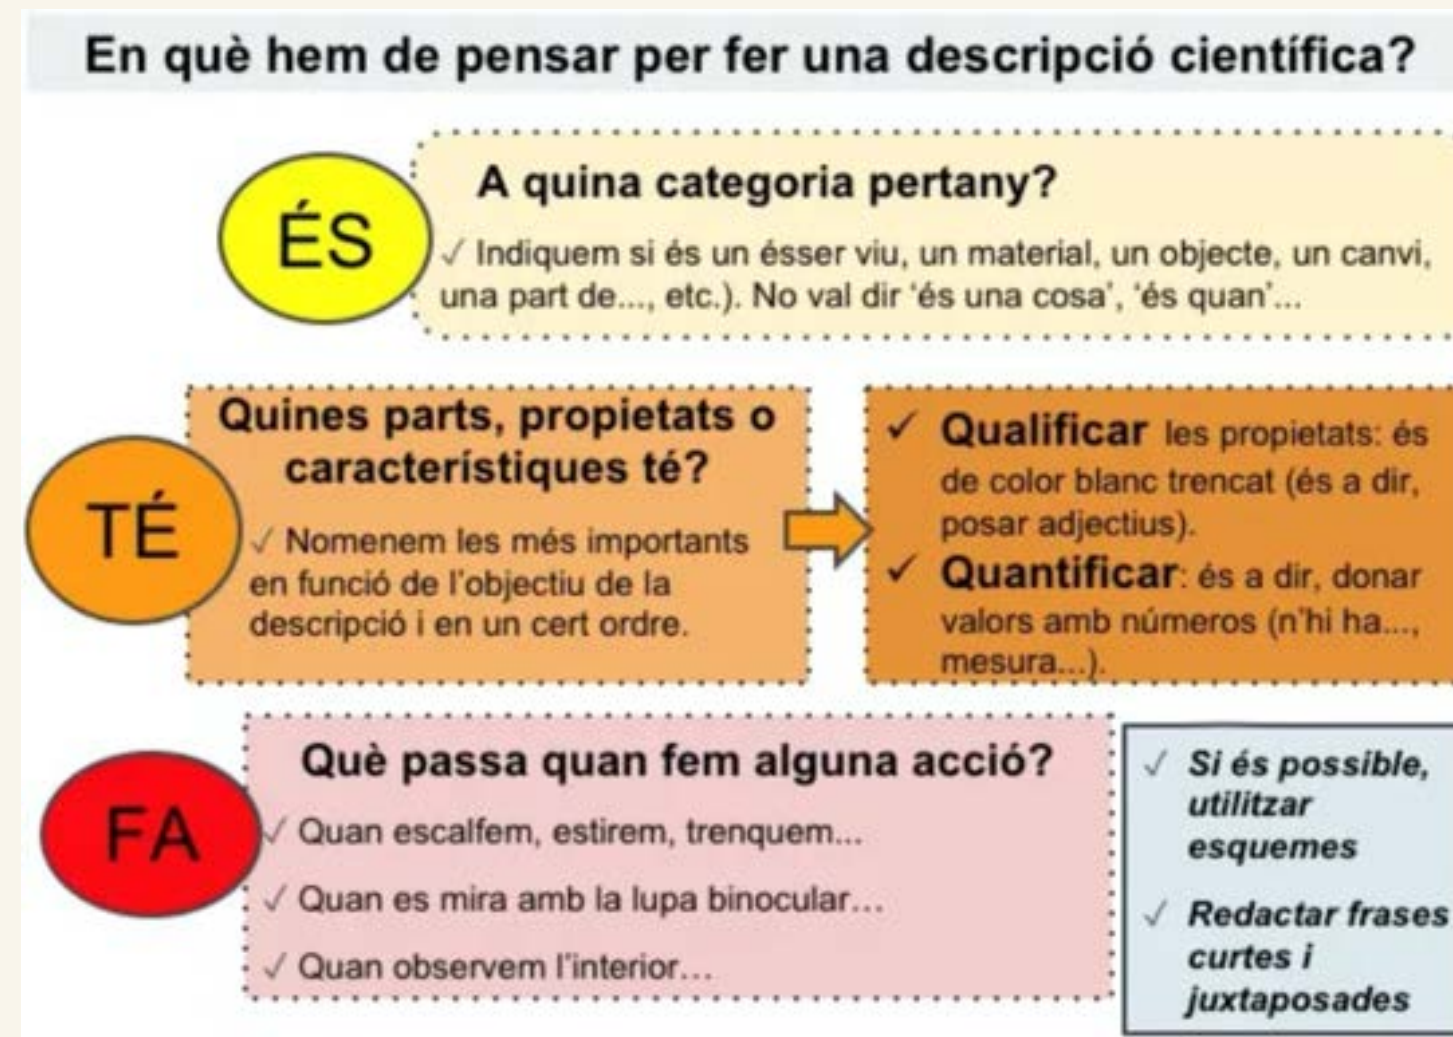 En què hem de pensar per fer una descripció científica?
ÉS
A quina categoria pertany?
✓ Indiquem si és un ésser viu, un material, un objecte, un canvi,
una part de..., etc.). No val dir ‘és una cosa’, ‘és quan’...
TÉ
Quines parts, propietats o
característiques té?
✓ Nomenem les més importants
en funció de l’objectiu de la
descripció i en un cert ordre.
✓ Qualificar les propietats: és
de color blanc trencat (és a dir,
posar adjectius).
✓ Quantificar: és a dir, donar
valors amb números (n’hi ha...,
mesura...).
FA
Què passa quan fem alguna acció?
✓ Quan escalfem, estirem, trenquem...
✓ Quan es mira amb la lupa binocular...
✓ Quan observem l’interior...
✓ Si és possible,
utilitzar
esquemes
✓ Redactar frases
curtes i
juxtaposades